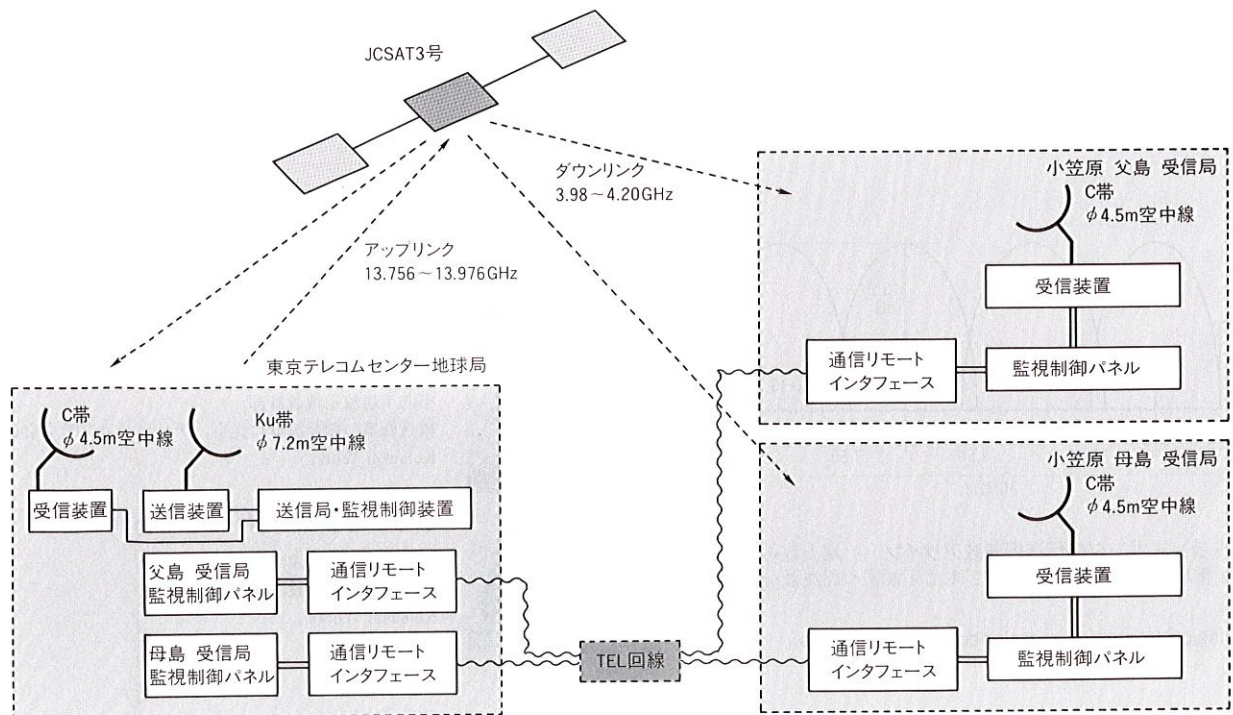 JCSAT3号
ダウンリンク
3.98～4.20GHz
アップリンク
13.756～13.976GHz
東京テレコムセンター地球局
C帯
φ4.5m空中線
Ku帯
φ7.2m空中線
受信装置
送信装置
送信局・監視制御装置
父島 受信局
監視制御パネル
通信リモート
インタフェース
母島 受信局
監視制御パネル
通信リモート
インタフェース
TEL回線
小笠原 父島 受信局
C帯
φ4.5m空中線
受信装置
通信リモート
インタフェース
監視制御パネル
小笠原 母島 受信局
C帯
φ4.5m空中線
受信装置
通信リモート
インタフェース
監視制御パネル